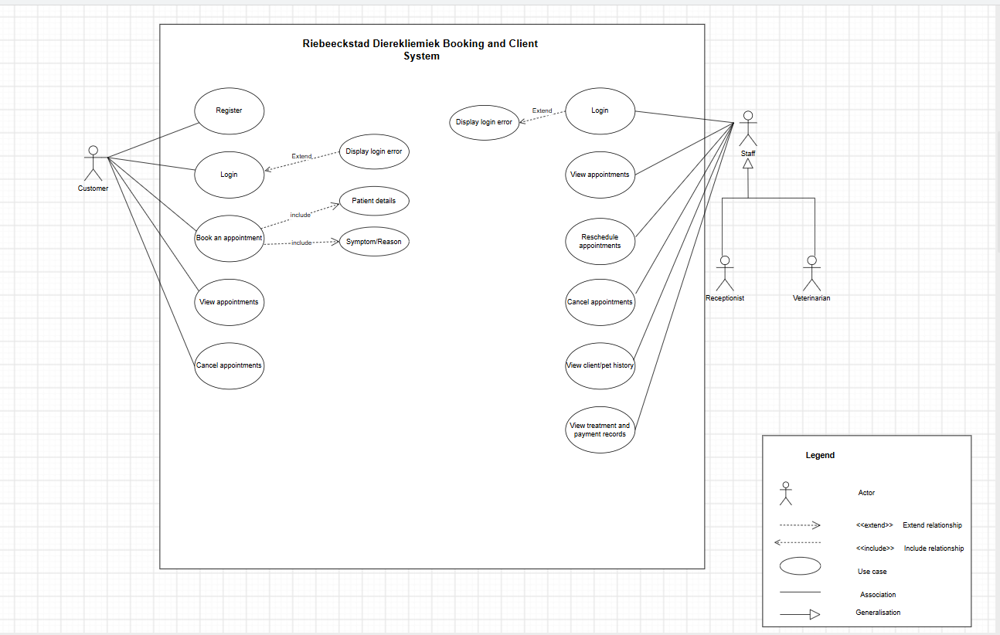 Riebeeckstad Dierekliemiek Booking and Client
System
Register
Login
Book an appointment
View appointments
Cancel appointments
Customer
Extend
Display login error
include
Patient details
include
Symptom/Reason
Display login error
Extend
Login
View appointments
Reschedule
appointments
Cancel appointments
View client/pet history
View treatment and
payment records
Staff
Receptionist
Veterinarian
Legend
Actor
<<extend>> Extend relationship
<<include>> Include relationship
Use case
Association
Generalisation